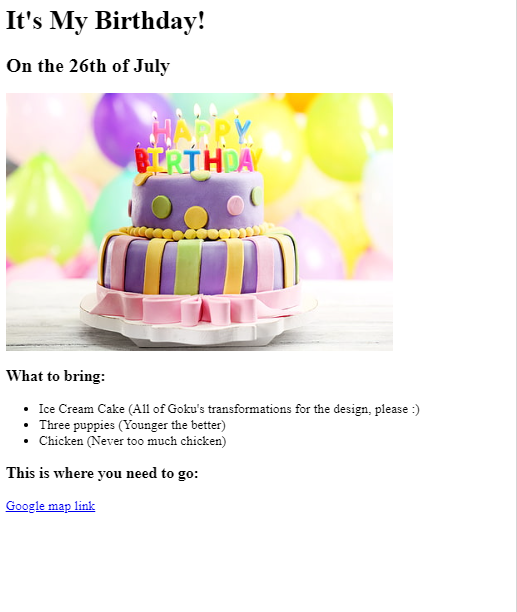 It's My Birthday!
On the 26th of July
HAPPY
BIRTHDAY
What to bring:
Ice Cream Cake (All of Goku's transformations for the design, please :)
Three puppies (Younger the better)
Chicken (Never too much chicken)
This is where you need to go:
Google map link